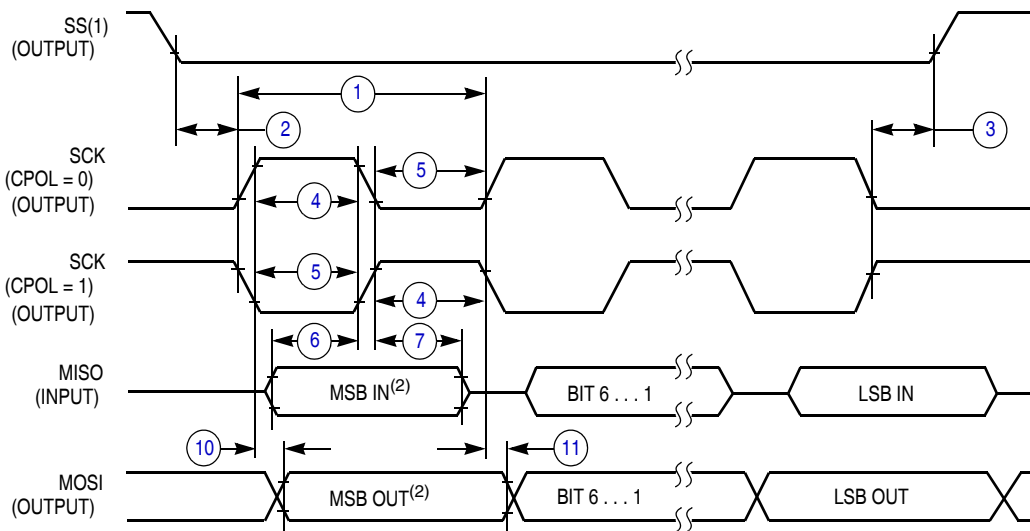 SS(1)
(OUTPUT)
1
2
3
SCK
(CPOL = 0)
(OUTPUT)
5
4
SCK
(CPOL = 1)
(OUTPUT)
5
4
6
7
MISO
(INPUT)
MSB IN(2)
BIT 6 . . . 1
LSB IN
10
11
MOSI
(OUTPUT)
MSB OUT(2)
BIT 6 . . . 1
LSB OUT